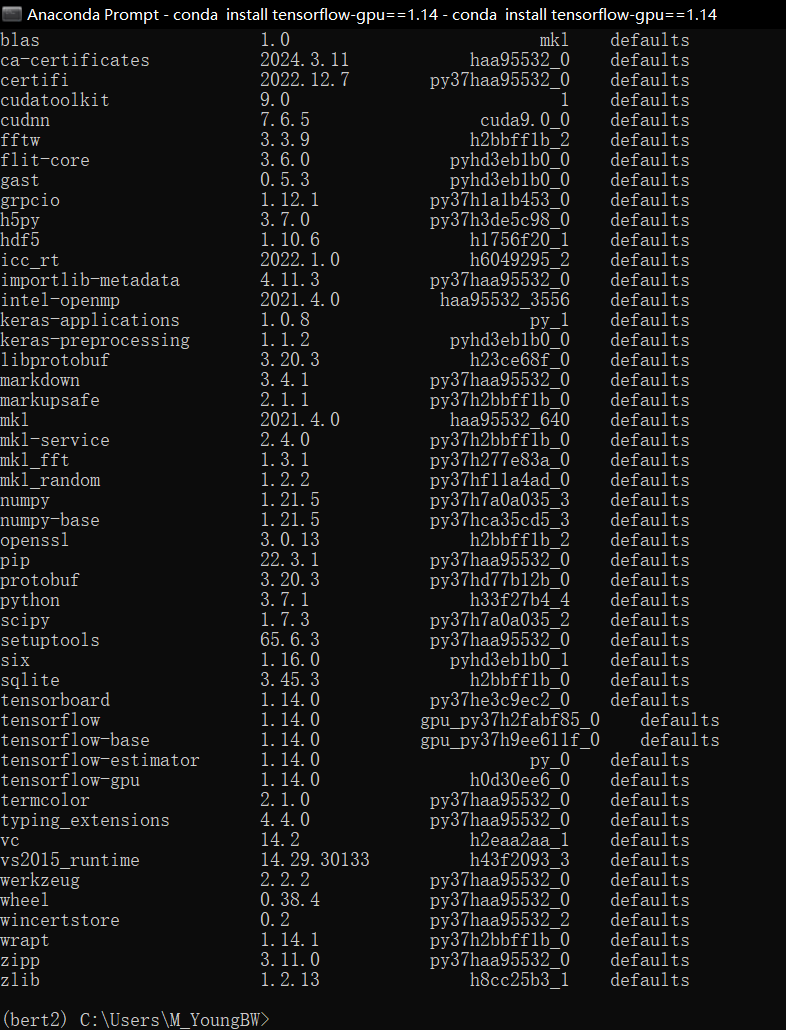 Anaconda Prompt - conda install tensorflow-gpu==1.14 - conda install tensorflow-gpu==1.14
blas 1.0 mkl defaults
ca-certificates 2024.3.11 haa95532_0 defaults
certifi 2022.12.7 py37haa95532_0 defaults
cudatoolkit 9.0 1 defaults
cudnn 7.6.5 cuda9.0_0 defaults
fftw 3.3.9 h2bbff1b_2 defaults
flit-core 3.6.0 pyhd3eb1b0_0 defaults
gast 0.5.3 pyhd3eb1b0_0 defaults
grpcio 1.12.1 py37h1a1b453_0 defaults
h5py 3.7.0 py37h3de5c98_0 defaults
hdf5 1.10.6 h1756f20_1 defaults
icc_rt 2022.1.0 h6049295_2 defaults
importlib-metadata 4.11.3 py37haa95532_0 defaults
intel-openmp 2021.4.0 haa95532_3556 defaults
keras-applications 1.0.8 py_1 defaults
keras-preprocessing 1.1.2 pyhd3eb1b0_0 defaults
libprotobuf 3.20.3 h23ce68f_0 defaults
markdown 3.4.1 py37haa95532_0 defaults
markupsafe 2.1.1 py37h2bbff1b_0 defaults
mkl 2021.4.0 haa95532_640 defaults
mkl-service 2.4.0 py37h2bbff1b_0 defaults
mkl_fft 1.3.1 py37h277e83a_0 defaults
mkl_random 1.2.2 py37hf11a4ad_0 defaults
numpy 1.21.5 py37h7a0a035_3 defaults
numpy-base 1.21.5 py37hca35cd5_3 defaults
openssl 3.0.13 h2bbff1b_2 defaults
pip 22.3.1 py37haa95532_0 defaults
protobuf 3.20.3 py37hd77b12b_0 defaults
python 3.7.1 h33f27b4_4 defaults
scipy 1.7.3 py37h7a0a035_2 defaults
setuptools 65.6.3 py37haa95532_0 defaults
six 1.16.0 pyhd3eb1b0_1 defaults
sqlite 3.45.3 h2bbff1b_0 defaults
tensorboard 1.14.0 py37he3c9ec2_0 defaults
tensorflow 1.14.0 gpu_py37h2fabf85_0 defaults
tensorflow-base 1.14.0 gpu_py37h9ee611f_0 defaults
tensorflow-estimator 1.14.0 py_0 defaults
tensorflow-gpu 1.14.0 h0d30ee6_0 defaults
termcolor 2.1.0 py37haa95532_0 defaults
typing_extensions 4.4.0 py37haa95532_0 defaults
vc 14.2 h2eaa2aa_1 defaults
vs2015_runtime 14.29.30133 h43f2093_3 defaults
werkzeug 2.2.2 py37haa95532_0 defaults
wheel 0.38.4 py37haa95532_0 defaults
wincertstore 0.2 py37haa95532_2 defaults
wrapt 1.14.1 py37h2bbff1b_0 defaults
zipp 3.11.0 py37haa95532_0 defaults
zlib 1.2.13 h8cc25b3_1 defaults
(bert2) C:\Users\M_YoungBW>